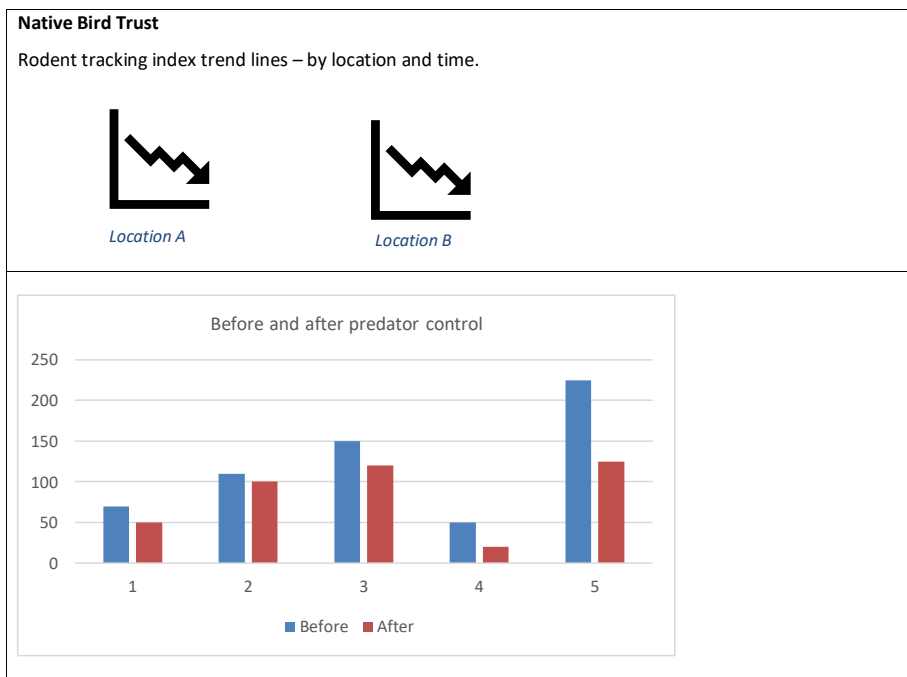 Native Bird Trust
Rodent tracking index trend lines – by location and time.
Location A
Location B
Before and after predator control
250
200
150
100
50
0
1 2 3 4 5
Before After